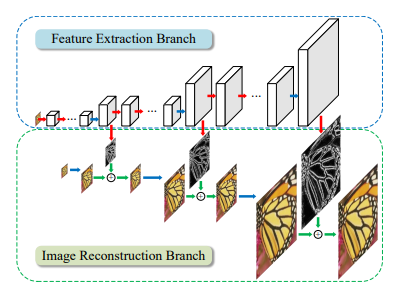 Feature Extraction Branch
... ... ...
Image Reconstruction Branch